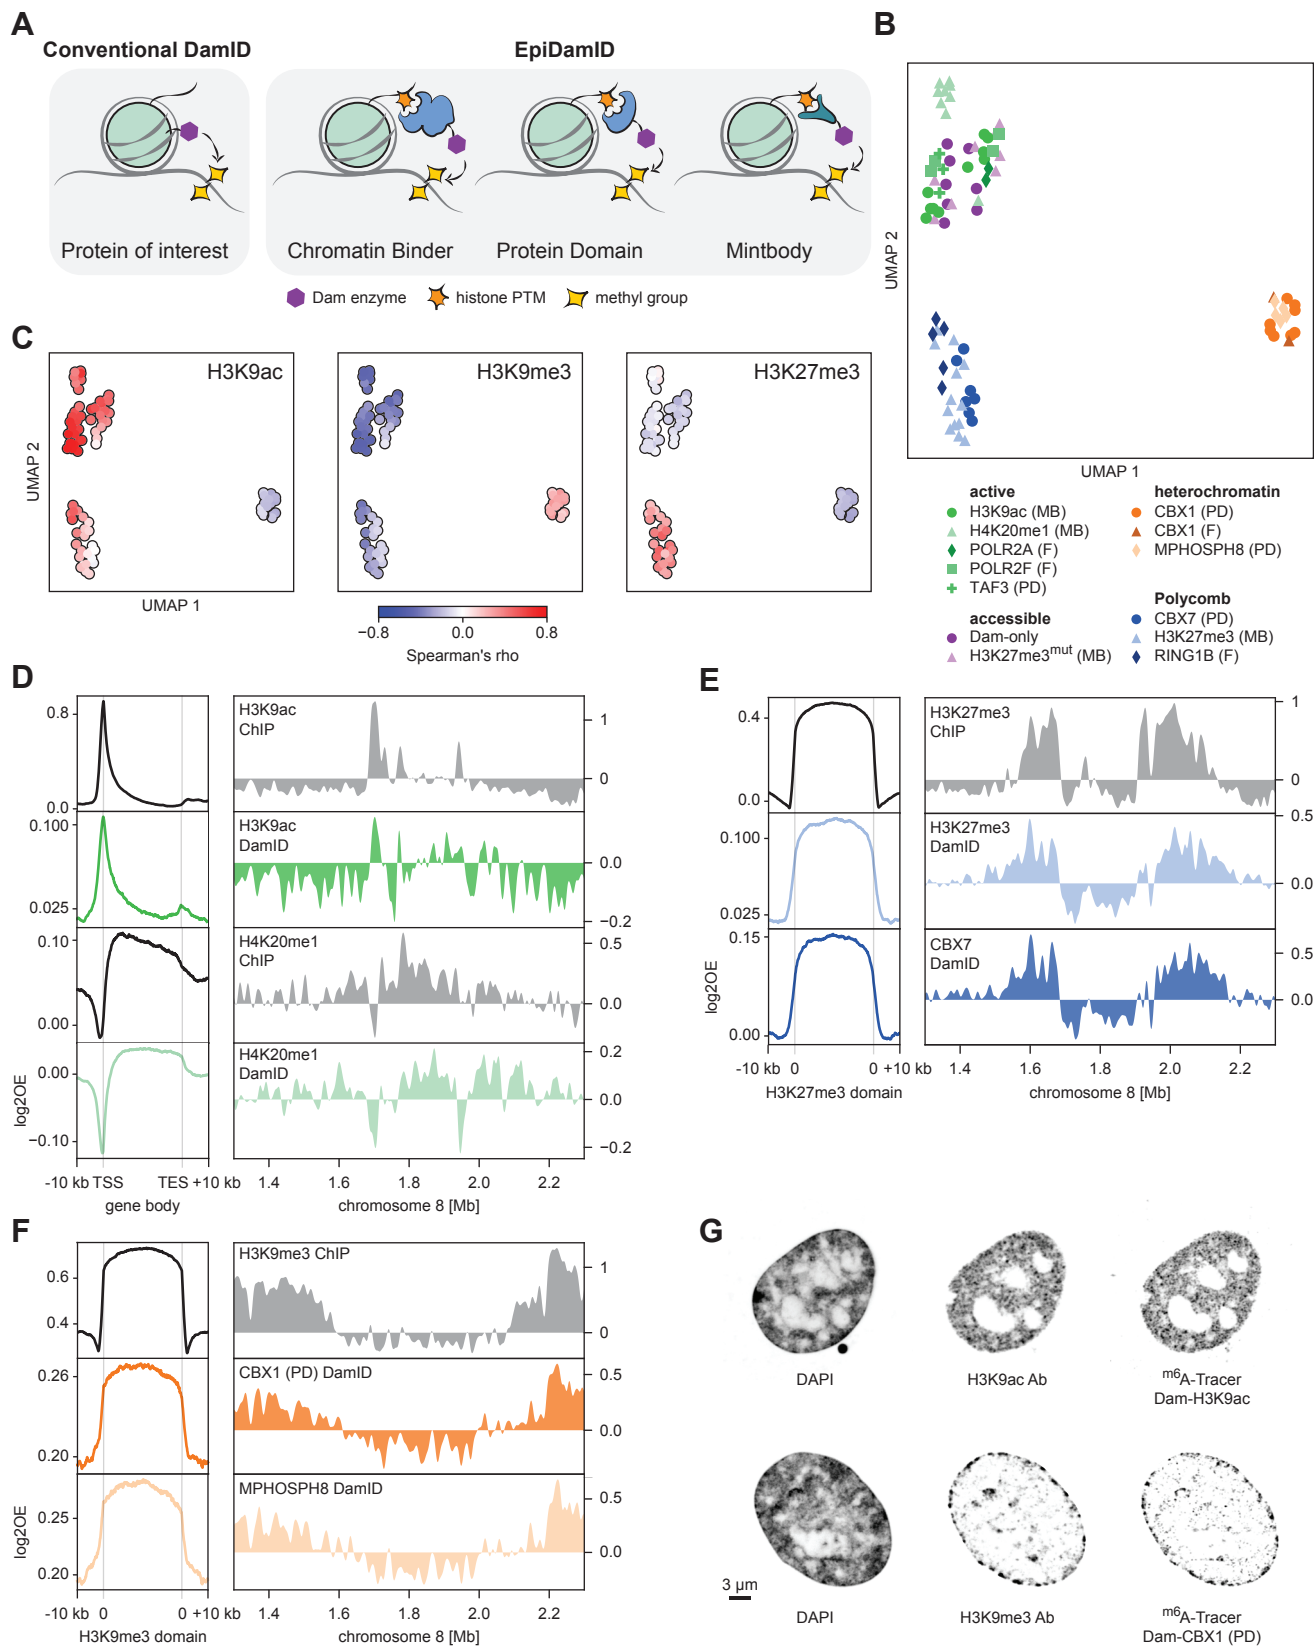 A
Conventional DamID
EpiDamID
Protein of interest
Chromatin Binder
Protein Domain
Mintbody
Dam enzyme
histone PTM
methyl group
B
UMAP 2
UMAP 1
active
H3K9ac (MB)
H4K20me1 (MB)
POLR2A (F)
POLR2F (F)
TAF3 (PD)
accessible
Dam-only
H3K27me3mut (MB)
heterochromatin
CBX1 (PD)
CBX1 (F)
MPHOSPH8 (PD)
Polycomb
CBX7 (PD)
H3K27me3 (MB)
RING1B (F)
C
H3K9ac
H3K9me3
H3K27me3
UMAP 2
UMAP 1
−0.8 0.0 0.8
Spearman's rho
D
0.8
0.0
H3K9ac
ChIP
1
0
0.100
0.025
H3K9ac
DamID
0.0
−0.2
0.10
0.00
H4K20me1
ChIP
0.5
0.0
0.00
−0.10
H4K20me1
DamID
0.2
0.0
−0.2
log2OE
-10 kb TSS TES +10 kb
gene body
1.4 1.6 1.8 2.0 2.2
chromosome 8 [Mb]
E
0.4
0.0
H3K27me3
ChIP
1
0
0.100
0.025
H3K27me3
DamID
0.5
0.0
0.15
0.00
CBX7
DamID
0.5
0.0
log2OE
-10 kb 0 0 +10 kb
H3K27me3 domain
1.4 1.6 1.8 2.0 2.2
chromosome 8 [Mb]
F
0.6
0.4
H3K9me3 ChIP
1
0
0.26
0.20
CBX1 (PD) DamID
0.5
0.0
0.25
0.20
MPHOSPH8 DamID
0.5
0.0
log2OE
-10 kb 0 0 +10 kb
H3K9me3 domain
1.4 1.6 1.8 2.0 2.2
chromosome 8 [Mb]
G
DAPI
H3K9ac Ab
m6A-Tracer
Dam-H3K9ac
3 µm
DAPI
H3K9me3 Ab
m6A-Tracer
Dam-CBX1 (PD)